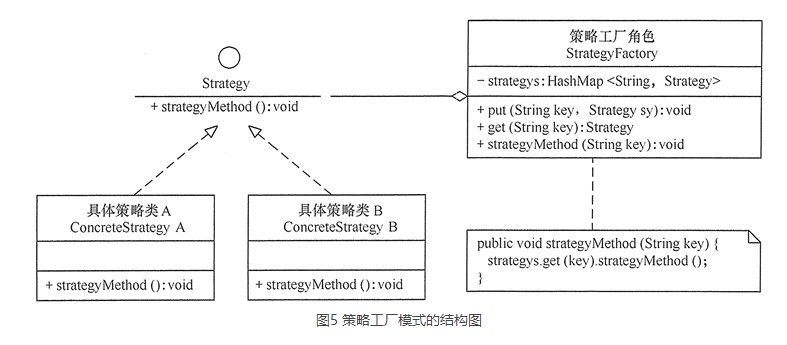 Strategy
+ strategyMethod ( ): void
策略工厂角色
StrategyFactory
- strategys: HashMap <String, Strategy>
+ put (String key, Strategy sy): void
+ get (String key): Strategy
+ strategyMethod (String key): void
具体策略类 A
ConcreteStrategy A
+ strategyMethod ( ): void
具体策略类 B
ConcreteStrategy B
+ strategyMethod ( ): void
public void strategyMethod (String key) {
strategys.get (key).strategyMethod ( );
}
图5 策略工厂模式的结构图